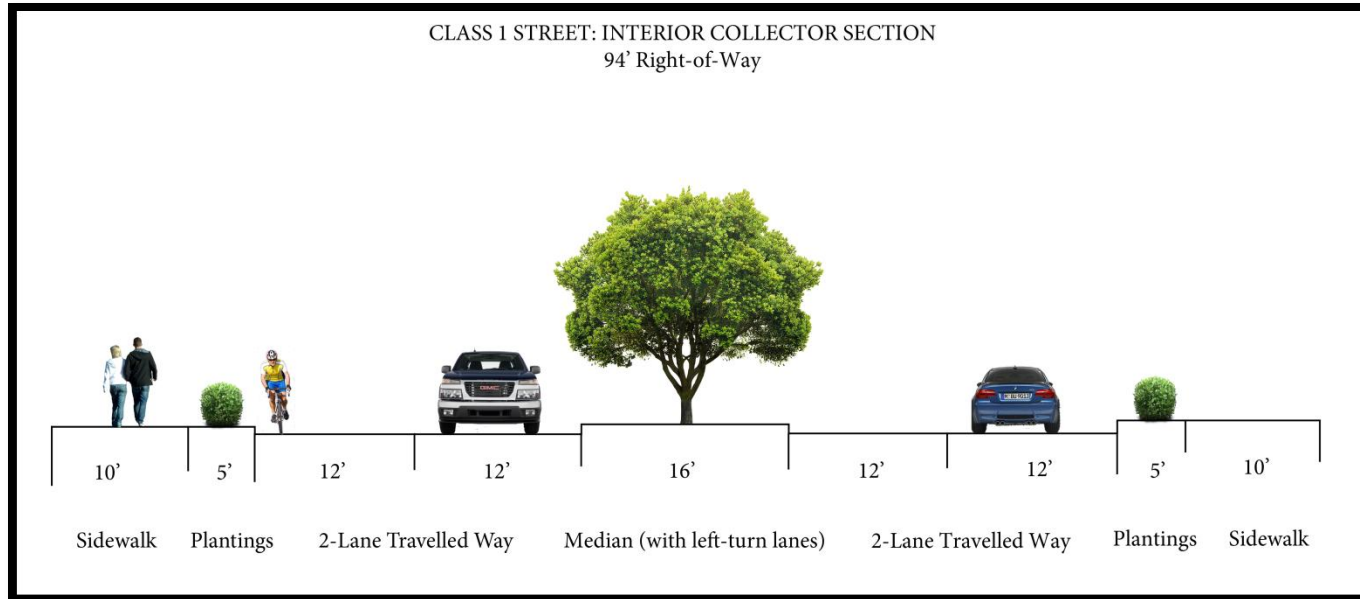 CLASS 1 STREET: INTERIOR COLLECTOR SECTION
94’ Right-of-Way
GMC
10’ 5’ 12’ 12’ 16’ 12’ 12’ 5’ 10’
Sidewalk Plantings 2-Lane Travelled Way Median (with left-turn lanes) 2-Lane Travelled Way Plantings Sidewalk